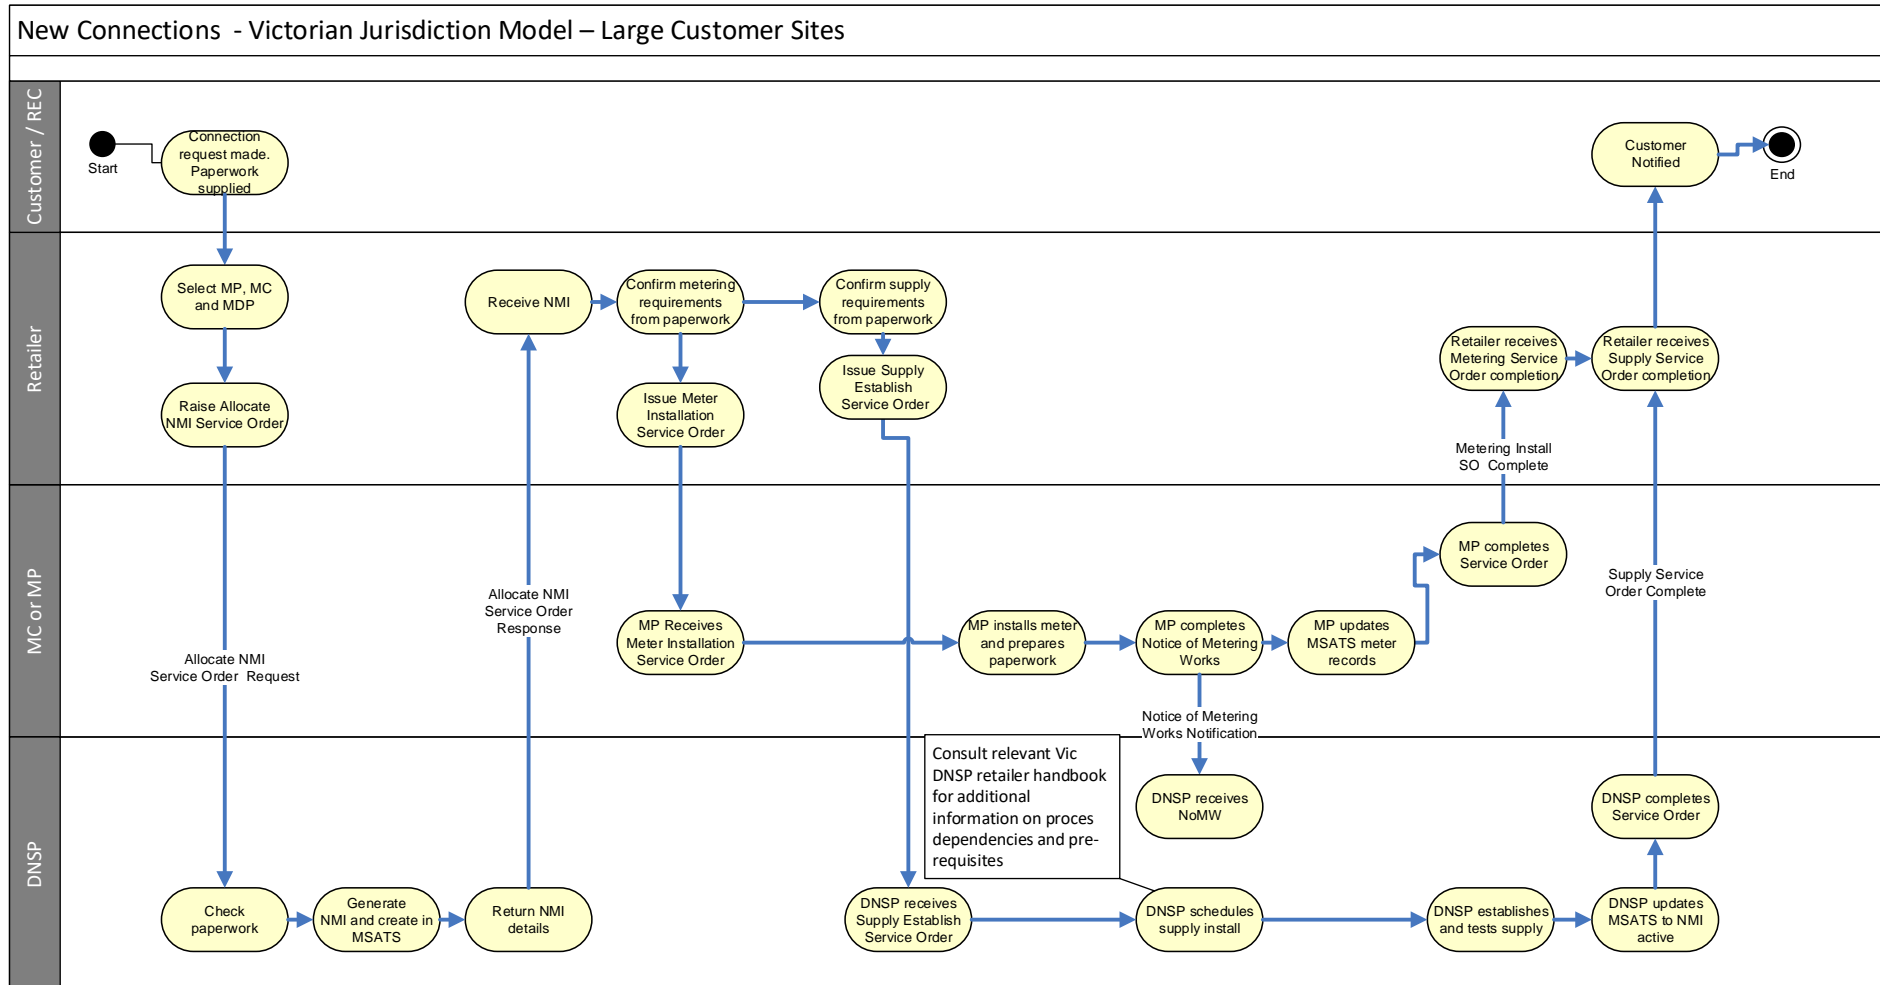 New Connections  - Victorian Jurisdiction Model – Large Customer Sites
Customer / REC
Start
Connection
request made.
Paperwork
supplied
Customer
Notified
End
Retailer
Select MP, MC
and MDP
Raise Allocate
NMI Service Order
Receive NMI
Confirm metering
requirements
from paperwork
Issue Meter
Installation
Service Order
Confirm supply
requirements
from paperwork
Issue Supply
Establish
Service Order
Retailer receives
Metering Service
Order completion
Retailer receives
Supply Service
Order completion
Metering Install
SO  Complete
MC or MP
Allocate NMI
Service Order  Request
Allocate NMI
Service Order
Response
MP Receives
Meter Installation
Service Order
MP installs meter
and prepares
paperwork
MP completes
Notice of Metering
Works
MP updates
MSATS meter
records
MP completes
Service Order
Supply Service
Order Complete
Notice of Metering
Works Notification
DNSP
Consult relevant Vic
DNSP retailer handbook
for additional
information on proces
dependencies and pre-
requisites
DNSP receives
NoMW
DNSP completes
Service Order
Check
paperwork
Generate
NMI and create in
MSATS
Return NMI
details
DNSP receives
Supply Establish
Service Order
DNSP schedules
supply install
DNSP establishes
and tests supply
DNSP updates
MSATS to NMI
active